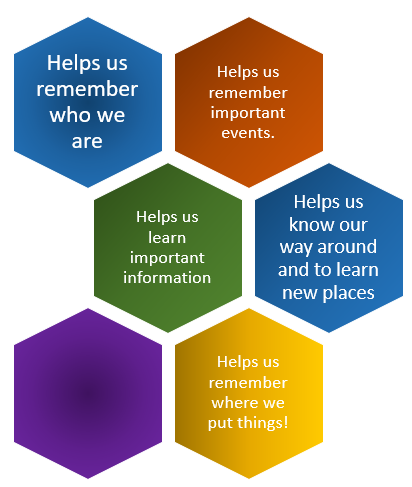 Helps us
remember
who we
are
Helps us
remember
important
events.
Helps us
learn
important
information
Helps us
know our
way around
and to learn
new places
Helps us
remember
where we
put things!